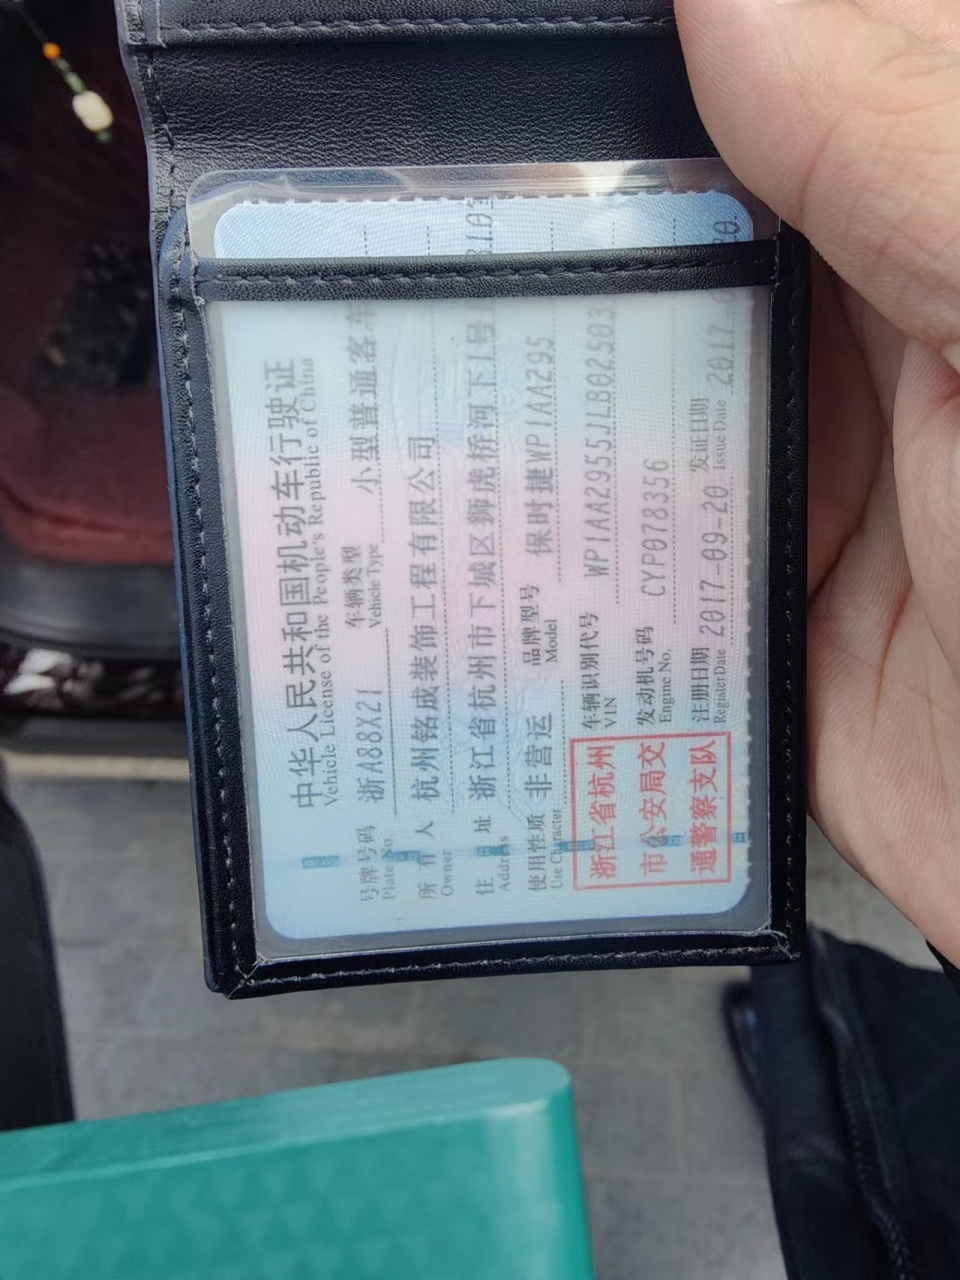 中华人民共和国机动车行驶证
Vehicle License of the People's Republic of China
号牌号码 浙A88X21 车辆类型 小型普通客车
Plate No. Vehicle Type
所有人 杭州铭成装饰工程有限公司
Owner
住址 浙江省杭州市下城区狮虎桥河下1号 310室
Address
使用性质 非营运 品牌型号 保时捷WP1AA295
Use Character Model
浙江省杭州
市公安局交
通警察支队
车辆识别代号 WP1AA2955JLB02503
VIN
发动机号码 CYP078356
Engine No.
注册日期 2017-09-20 发证日期 2017-
Register Date Issue Date